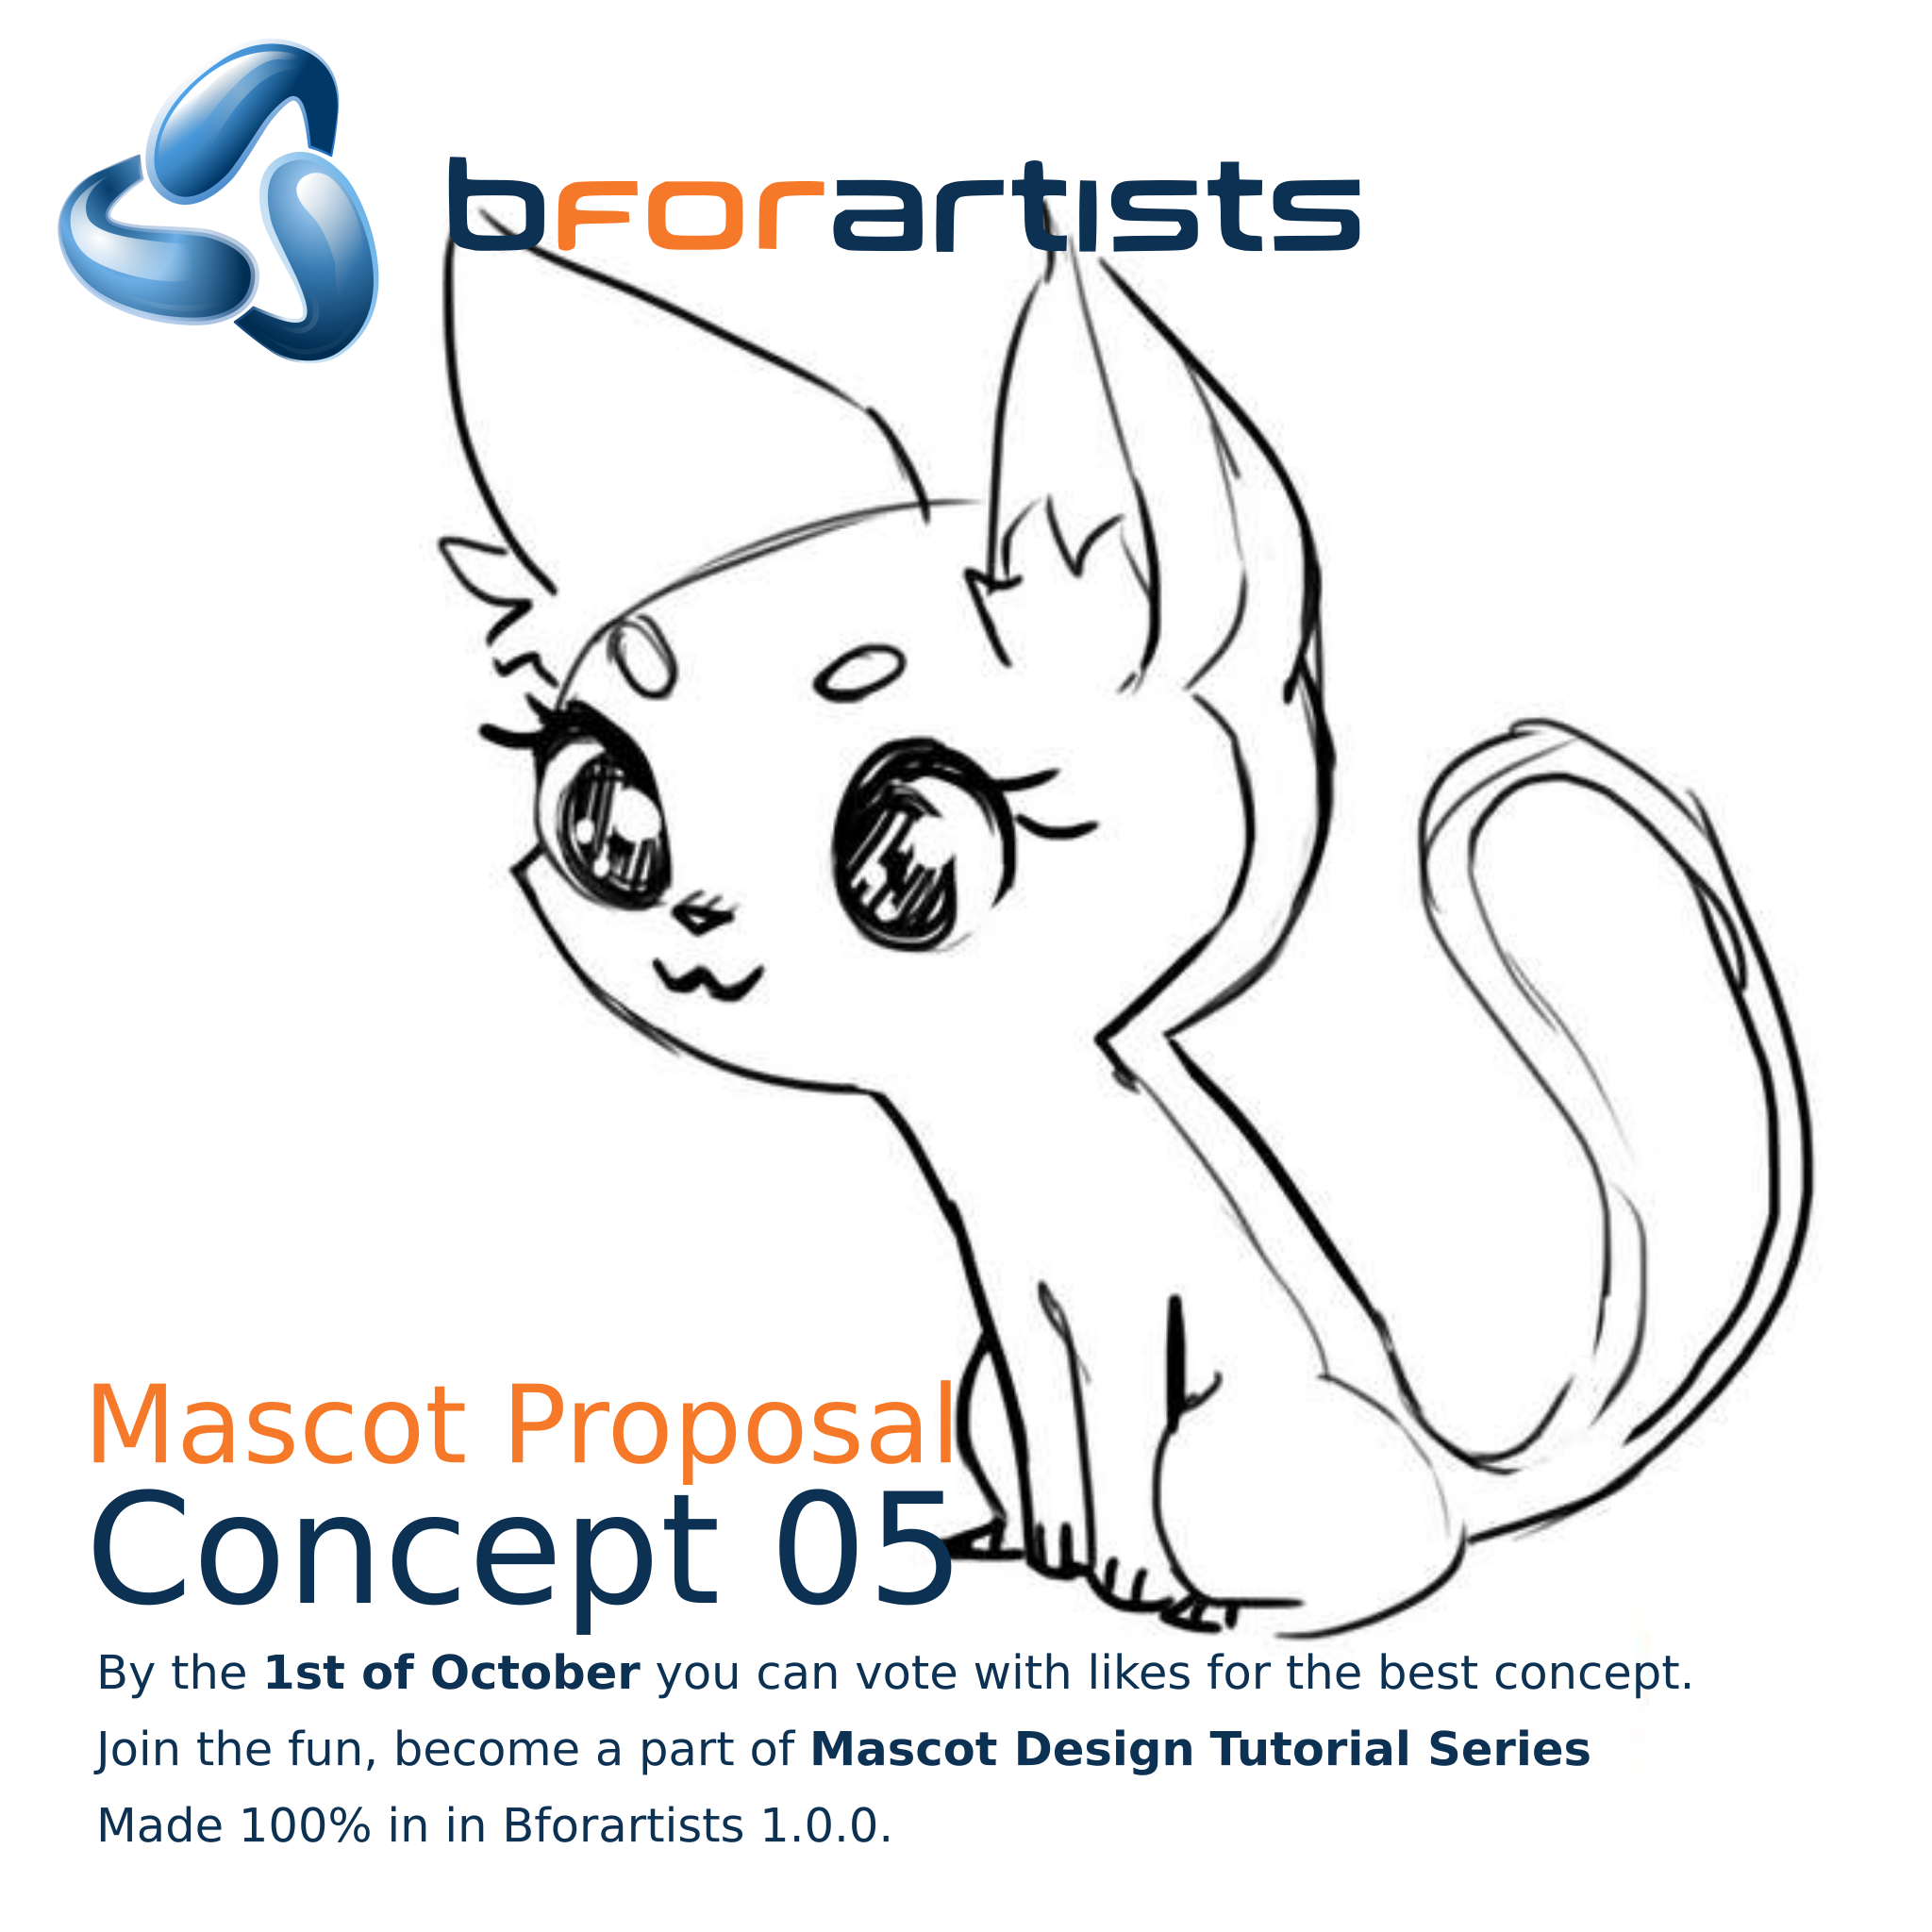 bforartists
Mascot Proposal
Concept 05
By the 1st of October you can vote with likes for the best concept.
Join the fun, become a part of Mascot Design Tutorial Series
Made 100% in in Bforartists 1.0.0.